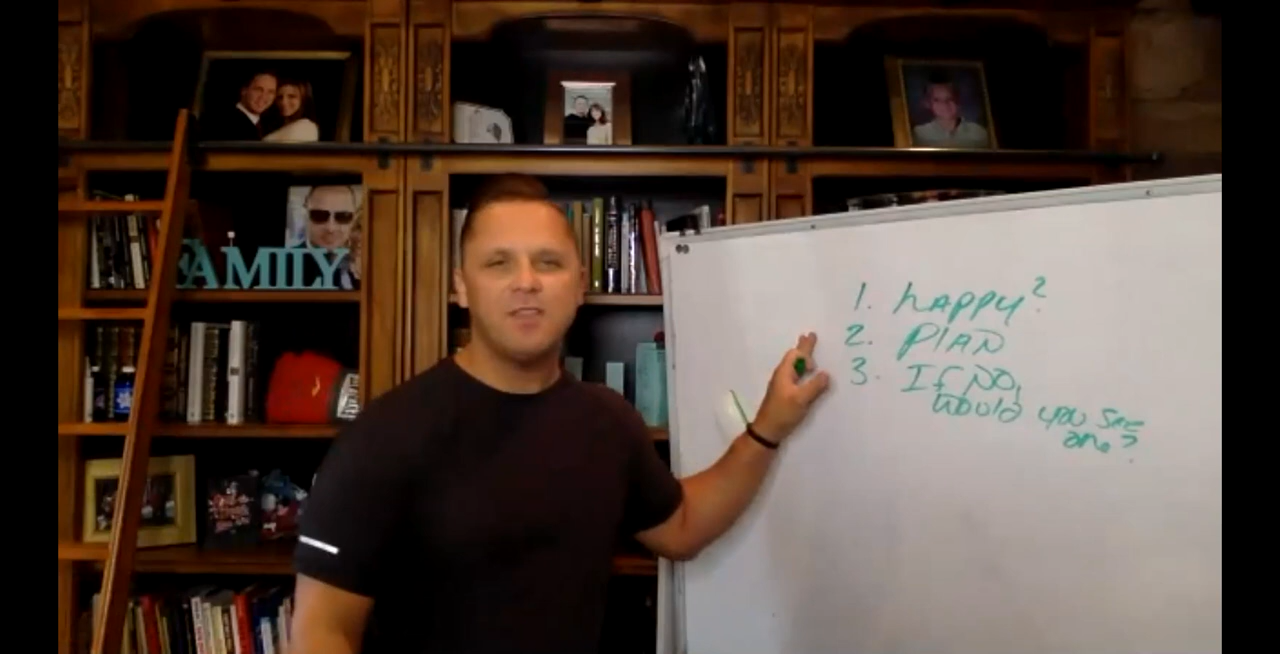 FAMILY
1. HAPPY?
2. PLAN
3. If NO,
WOULD YOU SEE
one?